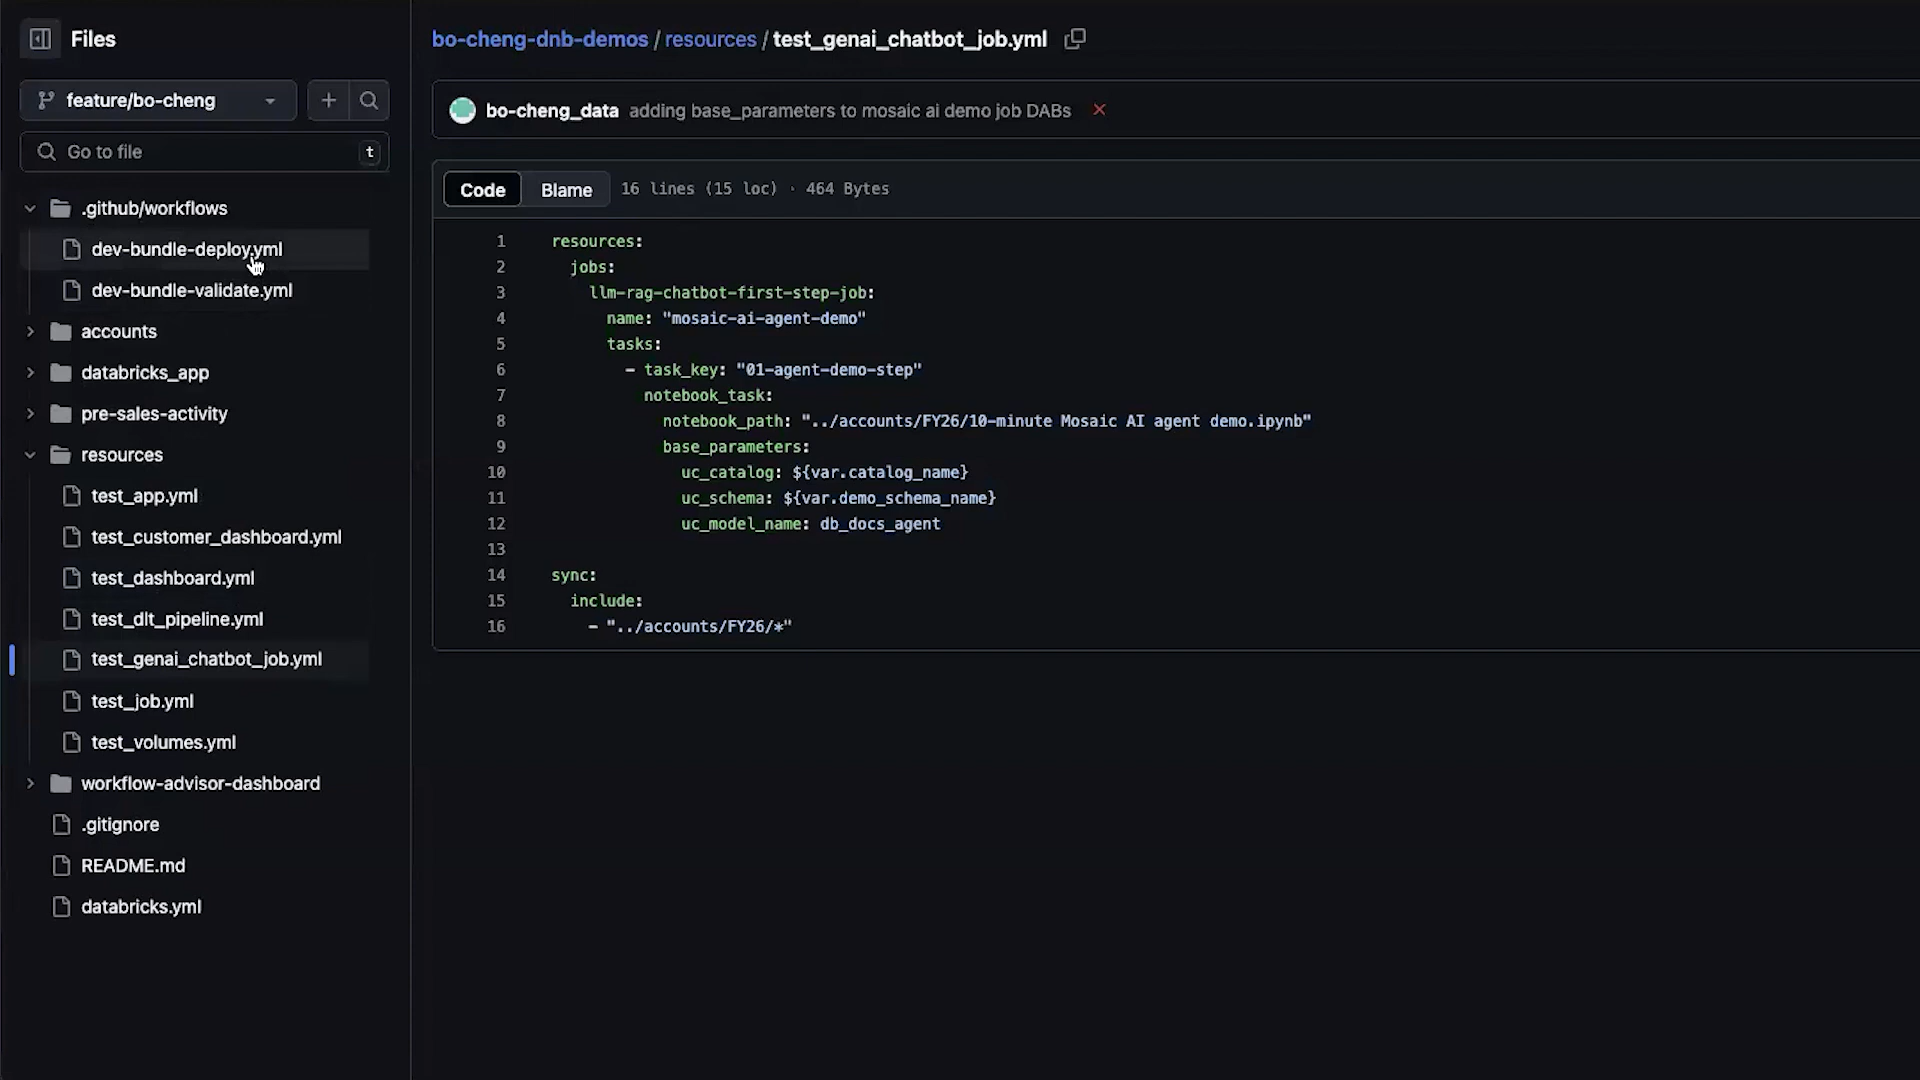 Files
feature/bo-cheng
Go to file
t
.github/workflows
dev-bundle-deploy.yml
dev-bundle-validate.yml
accounts
databricks_app
pre-sales-activity
resources
test_app.yml
test_customer_dashboard.yml
test_dashboard.yml
test_dlt_pipeline.yml
test_genai_chatbot_job.yml
test_job.yml
test_volumes.yml
workflow-advisor-dashboard
.gitignore
README.md
databricks.yml
bo-cheng-dnb-demos / resources / test_genai_chatbot_job.yml
bo-cheng_data adding base_parameters to mosaic ai demo job DABs
Code Blame 16 lines (15 loc) · 464 Bytes
1 resources:
2 jobs:
3 llm-rag-chatbot-first-step-job:
4 name: "mosaic-ai-agent-demo"
5 tasks:
6 - task_key: "01-agent-demo-step"
7 notebook_task:
8 notebook_path: "../accounts/FY26/10-minute Mosaic AI agent demo.ipynb"
9 base_parameters:
10 uc_catalog: ${var.catalog_name}
11 uc_schema: ${var.demo_schema_name}
12 uc_model_name: db_docs_agent
13
14 sync:
15 include:
16 - "../accounts/FY26/*"